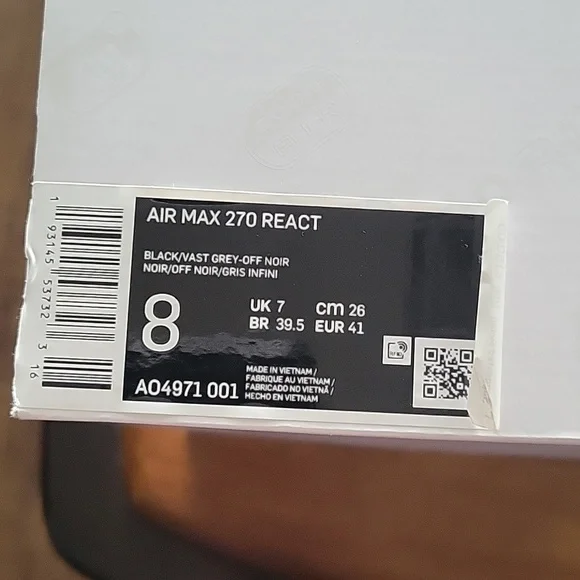 AIR MAX 270 REACT
BLACK/VAST GREY-OFF NOIR
NOIR/OFF NOIR/GRIS INFINI
8
UK 7 cm 26
BR 39.5 EUR 41
AO4971 001
MADE IN VIETNAM /
FABRIQUE AU VIETNAM /
FABRICADO NO VIETNÃ /
HECHO EN VIETNAM
1 93145 53732 3 16